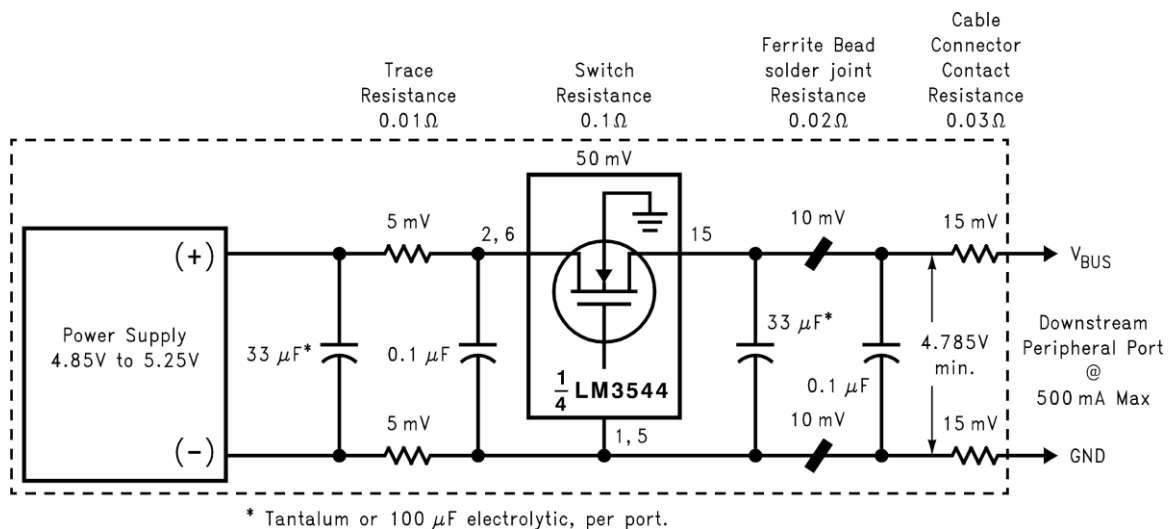 Trace
Resistance
0.01Ω
Switch
Resistance
0.1Ω
Ferrite Bead
solder joint
Resistance
0.02Ω
Cable
Connector
Contact
Resistance
0.03Ω
50 mV
5 mV
2, 6
15
10 mV
15 mV
(+)
VBUS
Power Supply
4.85V to 5.25V
33 μF*
0.1 μF
1/4 LM3544
33 μF*
0.1 μF
4.785V
min.
Downstream
Peripheral Port
@
500 mA Max
(-)
5 mV
1, 5
10 mV
15 mV
GND
* Tantalum or 100 μF electrolytic, per port.